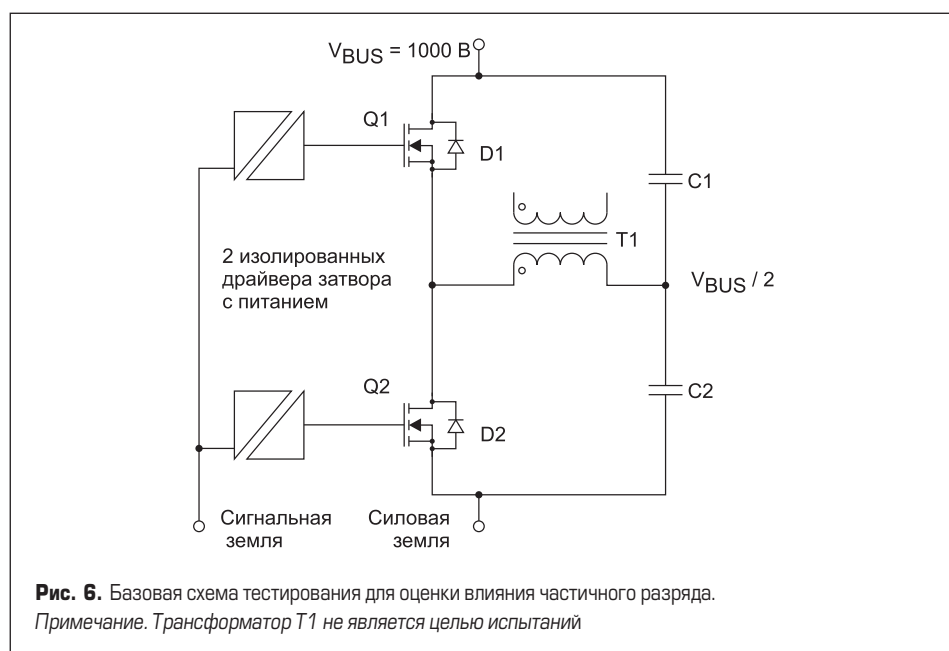 V_BUS = 1000 В
Q1
D1
C1
2 изолированных
драйвера затвора
с питанием
T1
V_BUS / 2
Q2
D2
C2
Сигнальная
земля
Силовая
земля
Рис. 6. Базовая схема тестирования для оценки влияния частичного разряда.
Примечание. Трансформатор Т1 не является целью испытаний